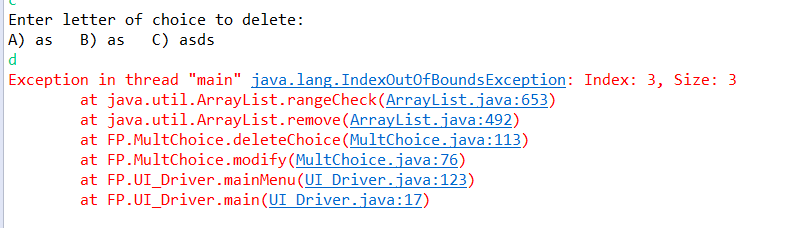 c
Enter letter of choice to delete:
A) as   B) as   C) asds
d
Exception in thread "main" java.lang.IndexOutOfBoundsException: Index: 3, Size: 3
        at java.util.ArrayList.rangeCheck(ArrayList.java:653)
        at java.util.ArrayList.remove(ArrayList.java:492)
        at FP.MultChoice.deleteChoice(MultChoice.java:113)
        at FP.MultChoice.modify(MultChoice.java:76)
        at FP.UI_Driver.mainMenu(UI_Driver.java:123)
        at FP.UI_Driver.main(UI_Driver.java:17)